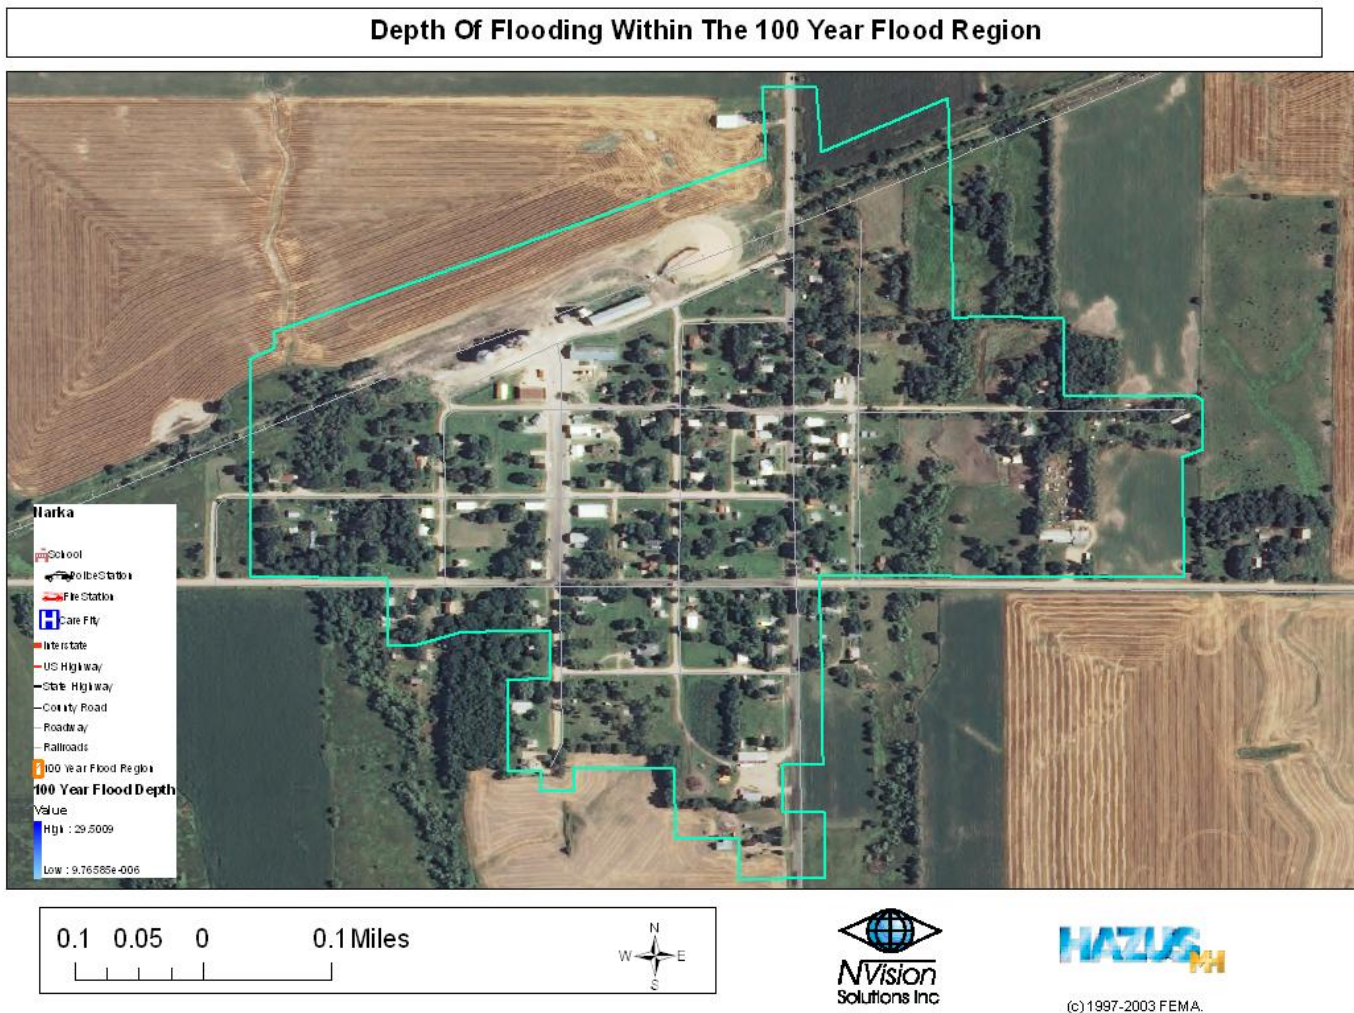 Depth Of Flooding Within The 100 Year Flood Region
Narka
School
Police Station
Fire Station
H Care Flty
Interstate
US Highway
State Highway
County Road
Roadway
Railroads
100 Year Flood Region
100 Year Flood Depth
Value
High : 29.5009
Low : 9.76585e-006
0.1 0.05 0 0.1 Miles
N
W E
S
NVision
Solutions Inc
HAZUS MH
(c) 1997-2003 FEMA.